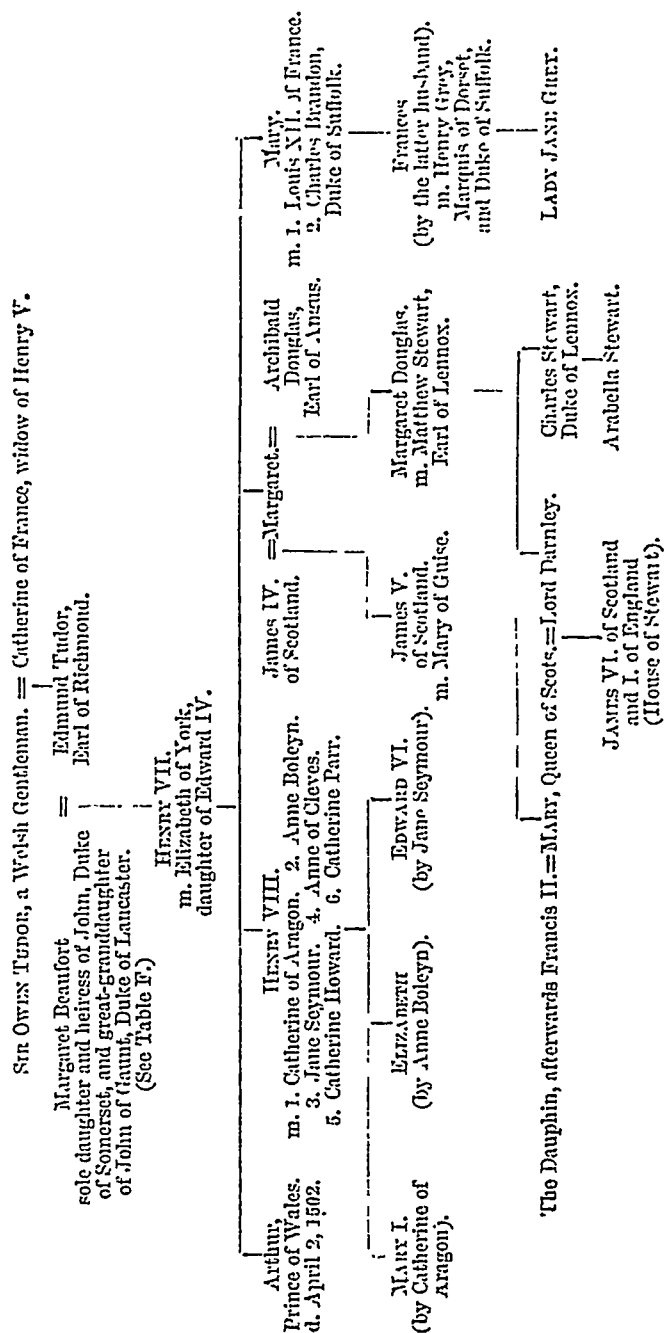 SIR OWEN TUDOR, a Welsh Gentleman. = Catherine of France, widow of Henry V.
Margaret Beaufort
sole daughter and heiress of John, Duke
of Somerset, and great-granddaughter
of John of Gaunt, Duke of Lancaster.
(See Table F.)
=
Edmund Tudor,
Earl of Richmond.
HENRY VII.
m. Elizabeth of York,
daughter of Edward IV.
Arthur,
Prince of Wales.
d. April 2, 1502.
HENRY VIII.
m. 1. Catherine of Aragon. 2. Anne Boleyn.
3. Jane Seymour. 4. Anne of Cleves.
5. Catherine Howard. 6. Catherine Parr.
James IV.
of Scotland.
=Margaret.=
Archibald
Douglas,
Earl of Angus.
Mary.
m. 1. Louis XII. of France.
2. Charles Brandon,
Duke of Suffolk.
MARY I.
(by Catherine of
Aragon).
ELIZABETH
(by Anne Boleyn).
EDWARD VI.
(by Jane Seymour).
James V.
of Scotland.
m. Mary of Guise.
Margaret Douglas.
m. Matthew Stewart,
Earl of Lennox.
Frances
(by the latter husband).
m. Henry Grey,
Marquis of Dorset,
and Duke of Suffolk.
The Dauphin, afterwards Francis II.=MARY, Queen of Scots.=Lord Darnley.
Charles Stewart,
Duke of Lennox.
LADY JANE GREY.
JAMES VI. of Scotland
and I. of England
(House of Stewart).
Arabella Stewart.